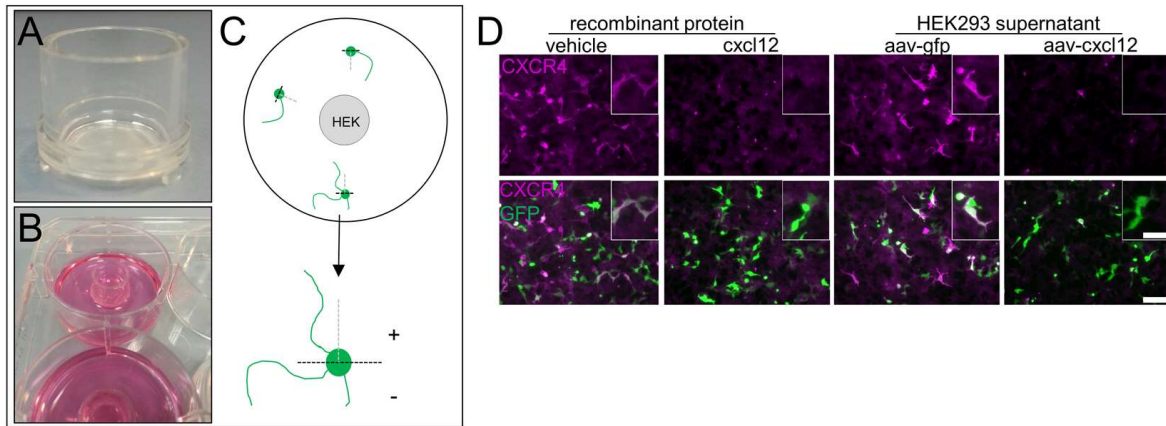 A
B
C
HEK
+
-
D
recombinant protein
HEK293 supernatant
vehicle
cxcl12
aav-gfp
aav-cxcl12
CXCR4
CXCR4
GFP